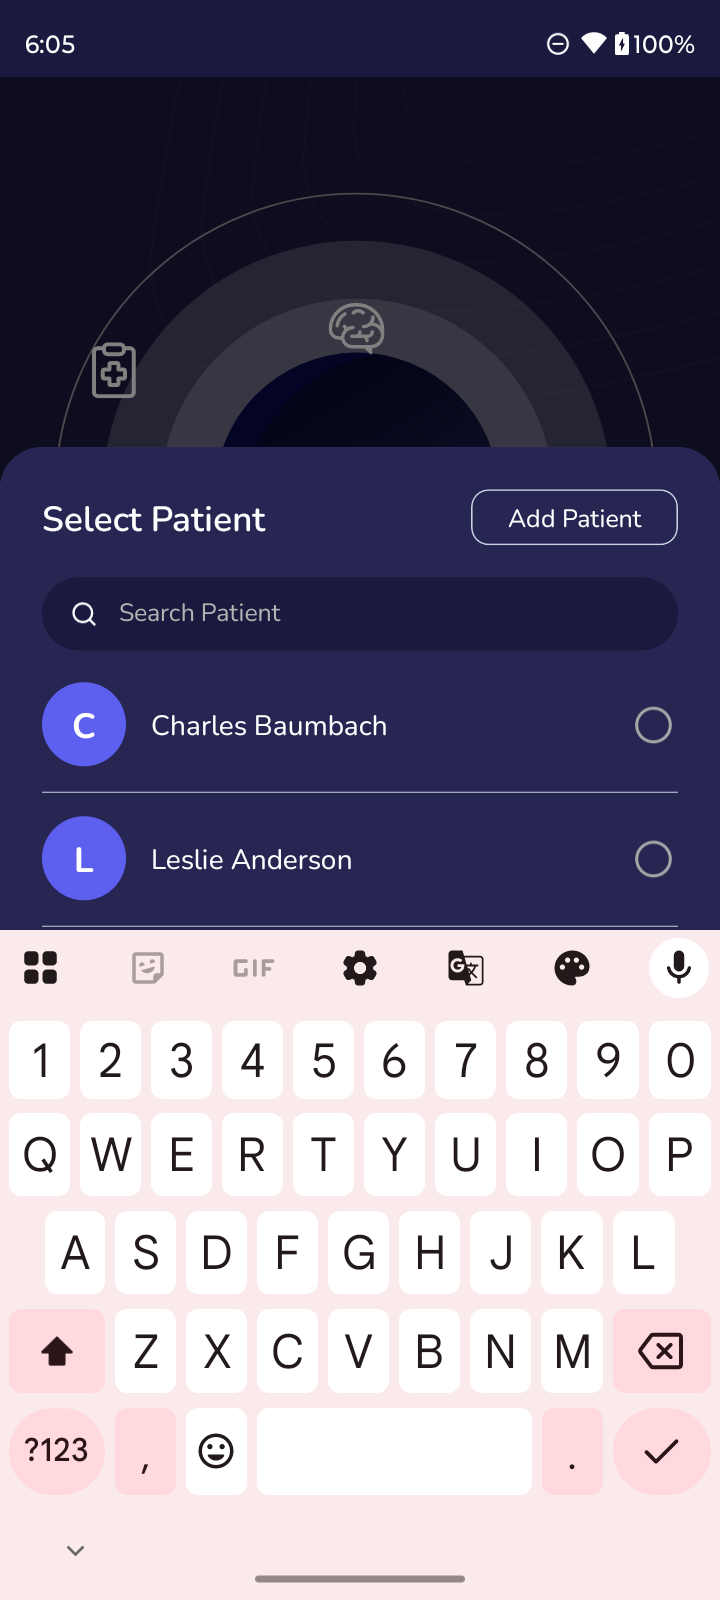 6:05
100%
Select Patient
Add Patient
Search Patient
C
Charles Baumbach
L
Leslie Anderson
GIF
G
1 2 3 4 5 6 7 8 9 0
Q W E R T Y U I O P
A S D F G H J K L
Z X C V B N M
?123 , .